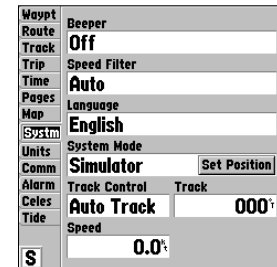 Waypt
Route
Track
Trip
Time
Pages
Map
Systm
Units
Comm
Alarm
Celes
Tide
S
Beeper
Off
Speed Filter
Auto
Language
English
System Mode
Simulator Set Position
Track Control Track
Auto Track 000°
Speed
0.0